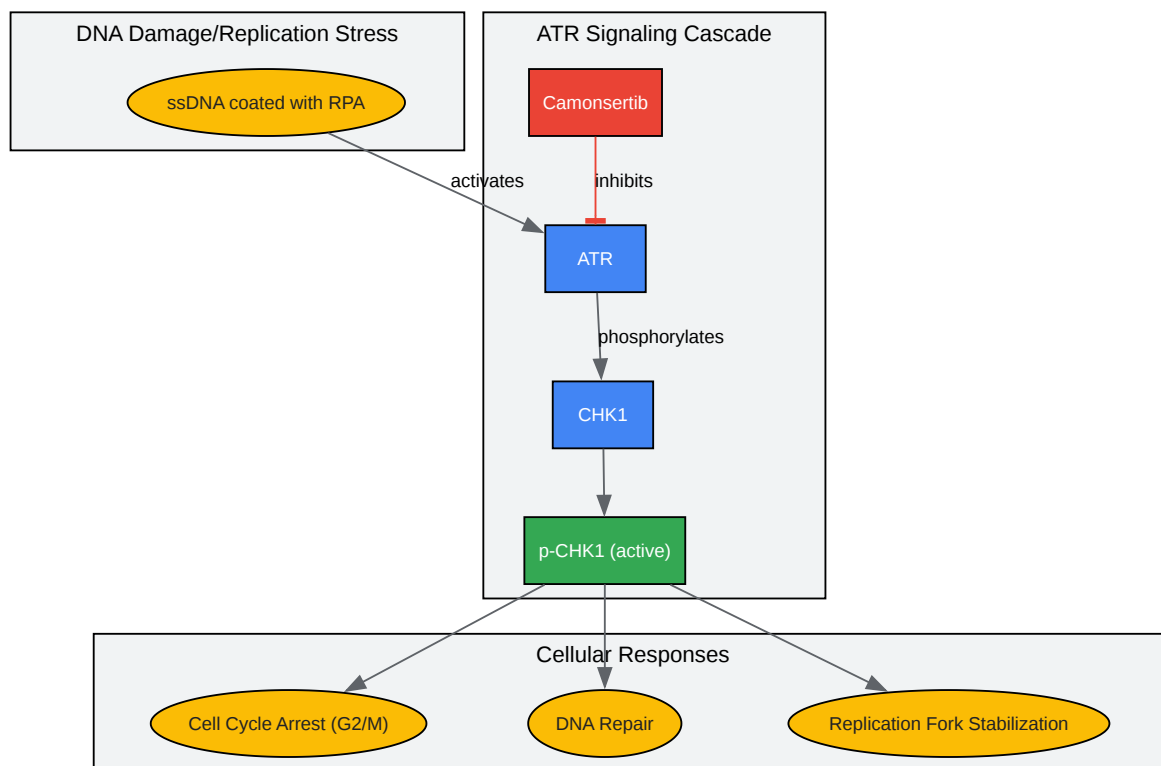 DNA Damage/Replication Stress
ATR Signaling Cascade
ssDNA coated with RPA
Camonsertib
activates
inhibits
ATR
phosphorylates
CHK1
p-CHK1 (active)
Cellular Responses
Cell Cycle Arrest (G2/M)
DNA Repair
Replication Fork Stabilization